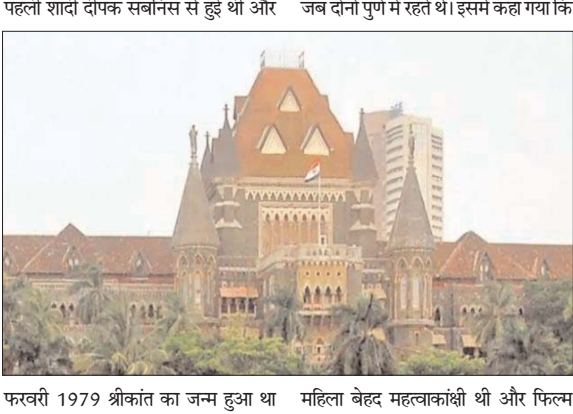 पहली शादी दीपक सबनिस से हुई थी और
फरवरी 1979 श्रीकांत का जन्म हुआ था
जब दोनों पुणे में रहते थे। इसमें कहा गया कि
महिला बेहद महत्वाकांक्षी थी और फिल्म